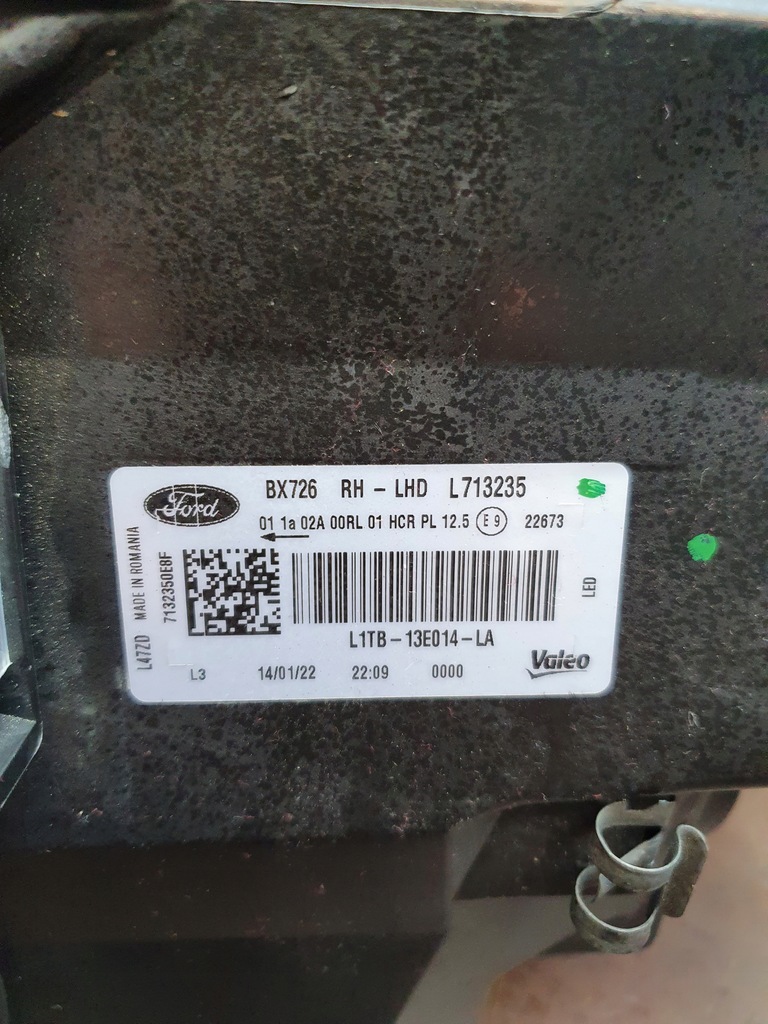 Ford
BX726 RH - LHD L713235
01 1a 02A 00RL 01 HCR PL 12.5 E9 22673
L47ZD MADE IN ROMANIA
7132350E8F
LED
L1TB-13E014-LA
L3 14/01/22 22:09 0000
Valeo